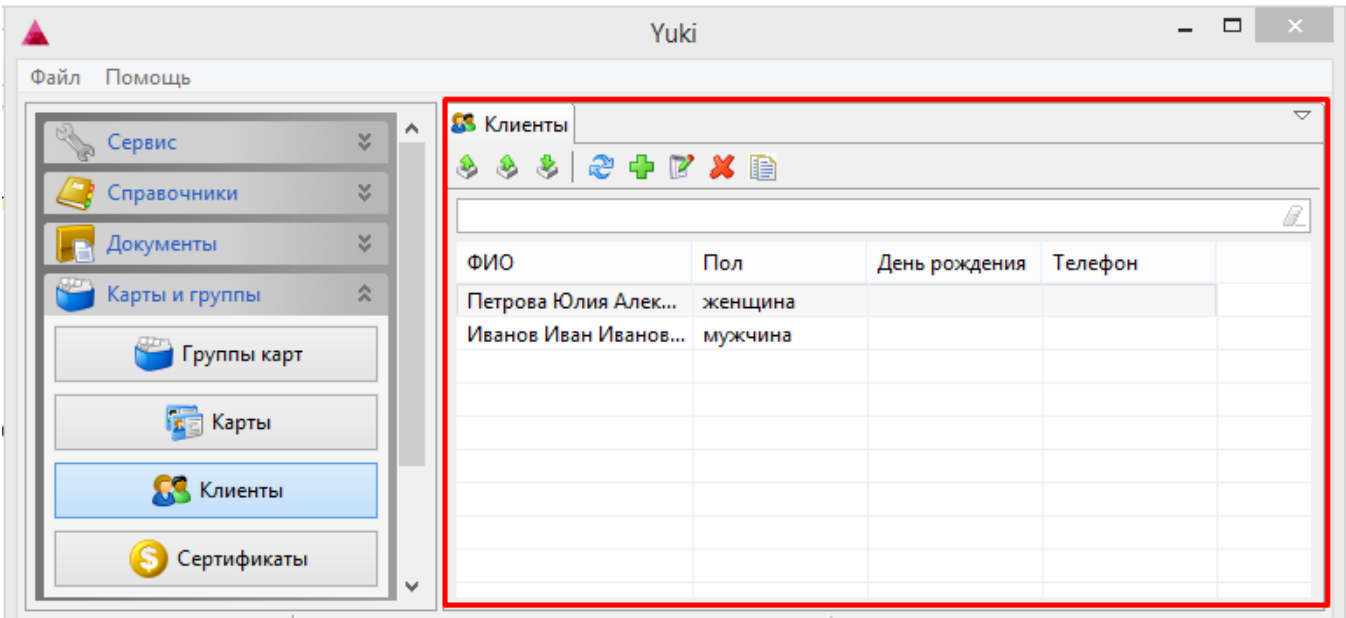 Yuki
Файл Помощь
Сервис
Справочники
Документы
Карты и группы
Группы карт
Карты
Клиенты
Сертификаты
Клиенты
ФИО Пол День рождения Телефон
Петрова Юлия Алек... женщина
Иванов Иван Иванов... мужчина